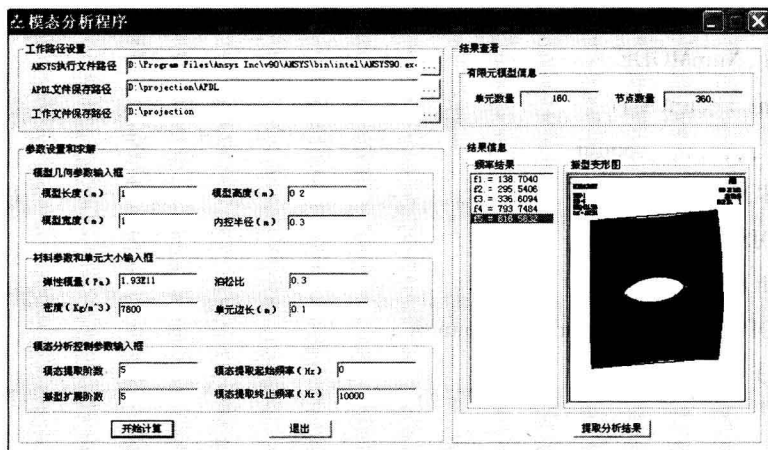 模态分析程序
工作路径设置
ANSYS执行文件路径 D:\Program Files\Ansys Inc\v90\ANSYS\bin\intel\ANSYS90.ex
...
APDL文件保存路径 D:\projection\APDL
...
工作文件保存路径 D:\projection
...
参数设置和求解
模型几何参数输入框
模型长度(m) 1 模型高度(m) 0.2
模型宽度(m) 1 内控半径(m) 0.3
材料参数和单元大小输入框
弹性模量(Pa) 1.93E11 泊松比 0.3
密度(Kg/m^3) 7800 单元边长(m) 0.1
模态分析控制参数输入框
模态提取阶数 5 模态提取起始频率(Hz) 0
振型扩展阶数 5 模态提取终止频率(Hz) 10000
开始计算 退出
结果查看
有限元模型信息
单元数量 160. 节点数量 360.
结果信息
频率结果 振型变形图
f1.= 138.7040
f2.= 295.5406
f3.= 336.6094
f4.= 793.7484
f5.= 816.5632
提取分析结果